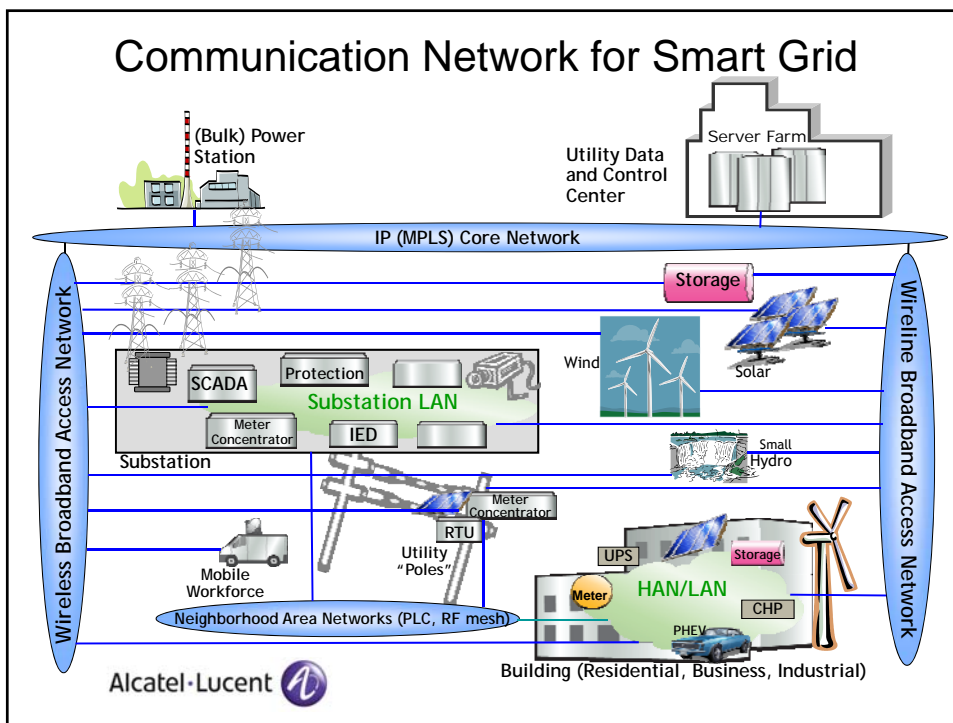 Communication Network for Smart Grid
(Bulk) Power
Station
Utility Data
and Control
Center
Server Farm
IP (MPLS) Core Network
Wireless Broadband Access Network
Wireline Broadband Access Network
Storage
Solar
Wind
SCADA
Protection
Substation LAN
Meter
Concentrator
IED
Substation
Small
Hydro
Meter
Concentrator
RTU
Utility
“Poles”
Mobile
Workforce
Neighborhood Area Networks (PLC, RF mesh)
UPS
Storage
Meter
HAN/LAN
CHP
PHEV
Building (Residential, Business, Industrial)
Alcatel·Lucent